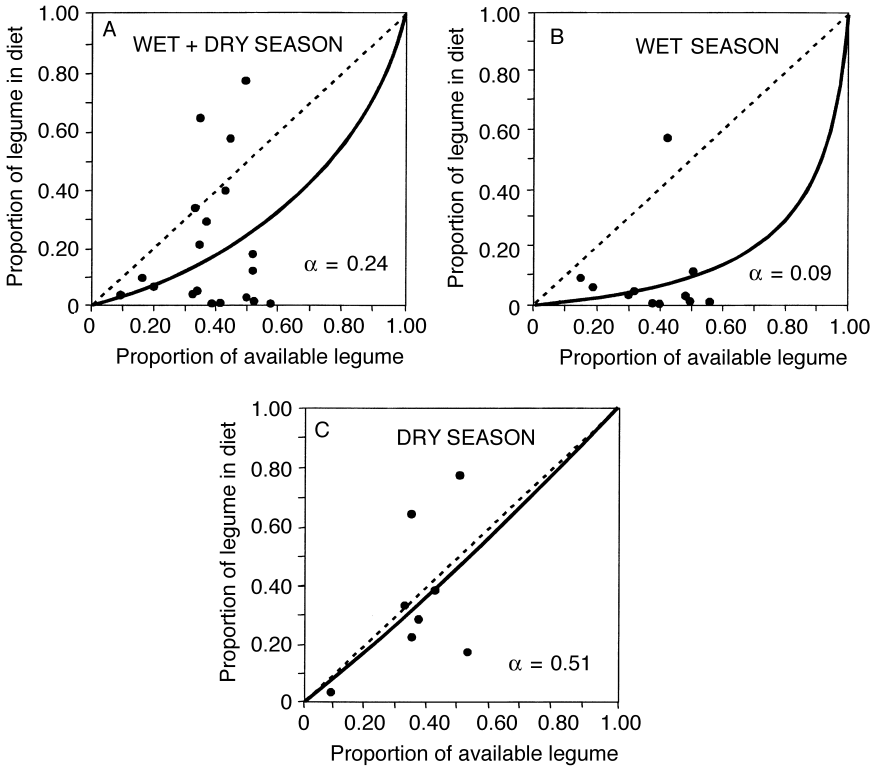 A
WET + DRY SEASON
Proportion of legume in diet
1.00
0.80
0.60
0.40
0.20
0
α = 0.24
0 0.20 0.40 0.60 0.80 1.00
Proportion of available legume
B
WET SEASON
Proportion of legume in diet
1.00
0.80
0.60
0.40
0.20
0
α = 0.09
0 0.20 0.40 0.60 0.80 1.00
Proportion of available legume
C
DRY SEASON
Proportion of legume in diet
1.00
0.80
0.60
0.40
0.20
0
α = 0.51
0 0.20 0.40 0.60 0.80 1.00
Proportion of available legume